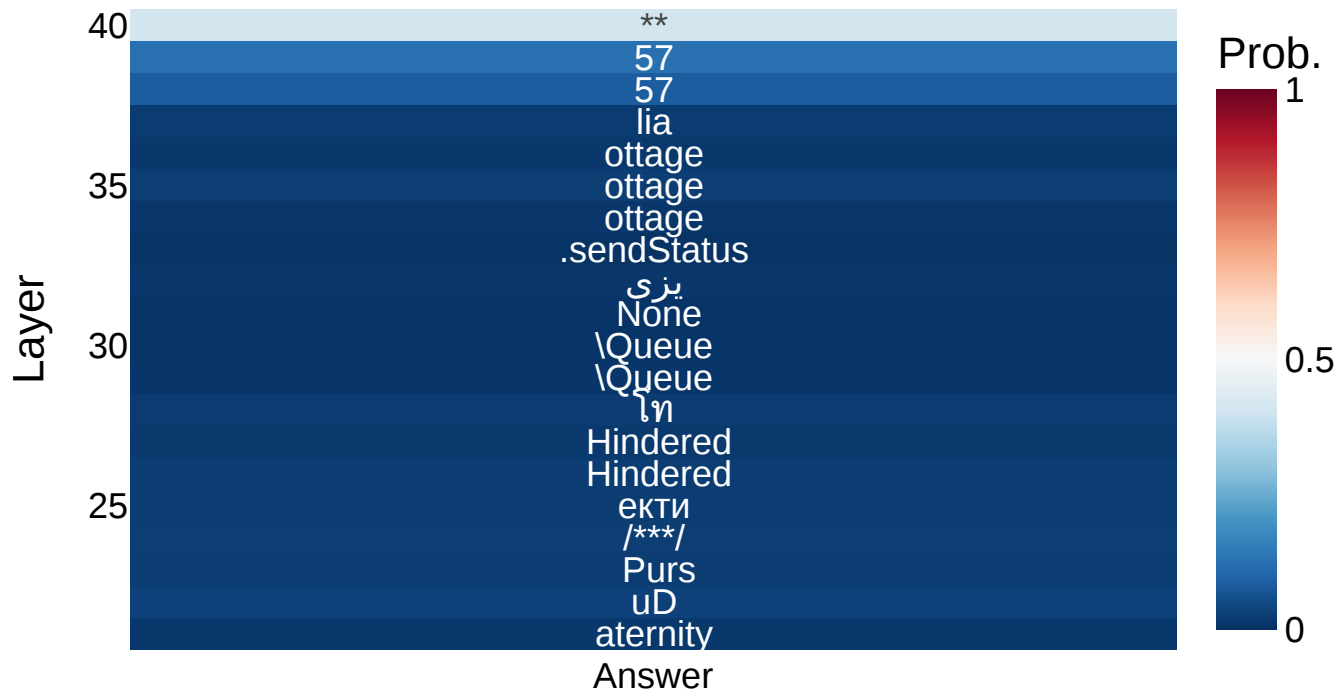 40
**
57
57
lia
ottage
35
ottage
ottage
.sendStatus
یزی
None
30
\Queue
\Queue
โท
Hindered
Hindered
25
екти
/***/
Purs
uD
aternity
Layer
Answer
Prob.
1
0.5
0